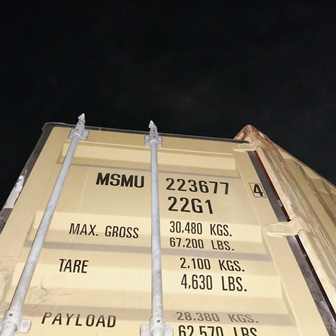 MSMU 223677 4
22G1
MAX. GROSS 30.480 KGS.
67.200 LBS.
TARE 2.100 KGS.
4.630 LBS.
PAYLOAD 28.380 KGS.
62.570 LBS.